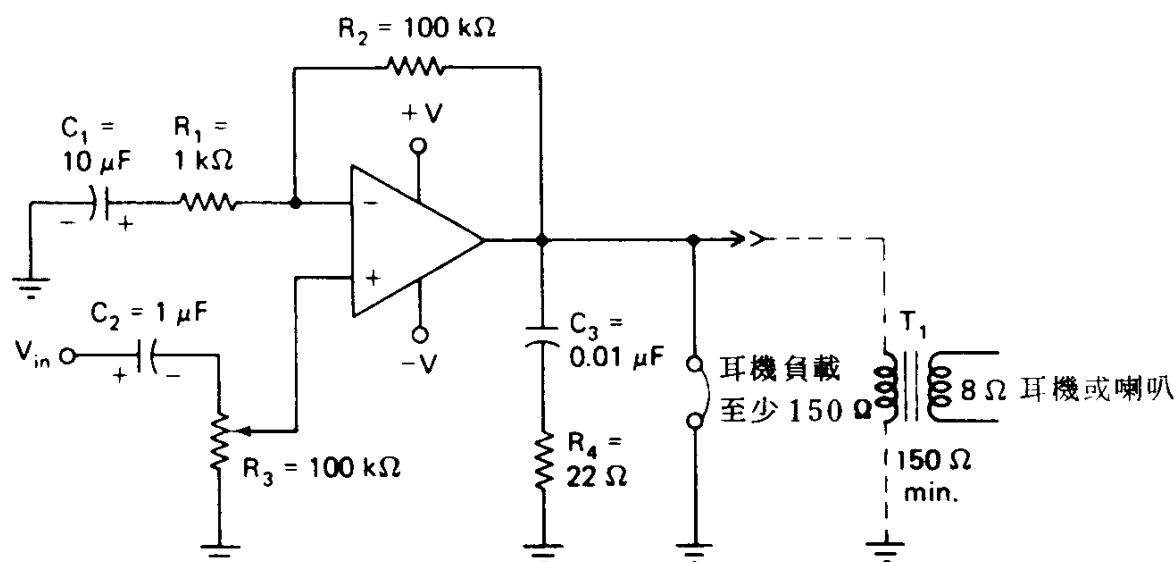 R₂ = 100 kΩ
+V
C₁ =
10 μF
R₁ =
1 kΩ
-
+
-
+
C₂ = 1 μF
-V
Vᵢₙ
+
-
R₃ = 100 kΩ
C₃ =
0.01 μF
R₄ =
22 Ω
耳機負載
至少 150 Ω
T₁
8 Ω 耳機或喇叭
150 Ω
min.